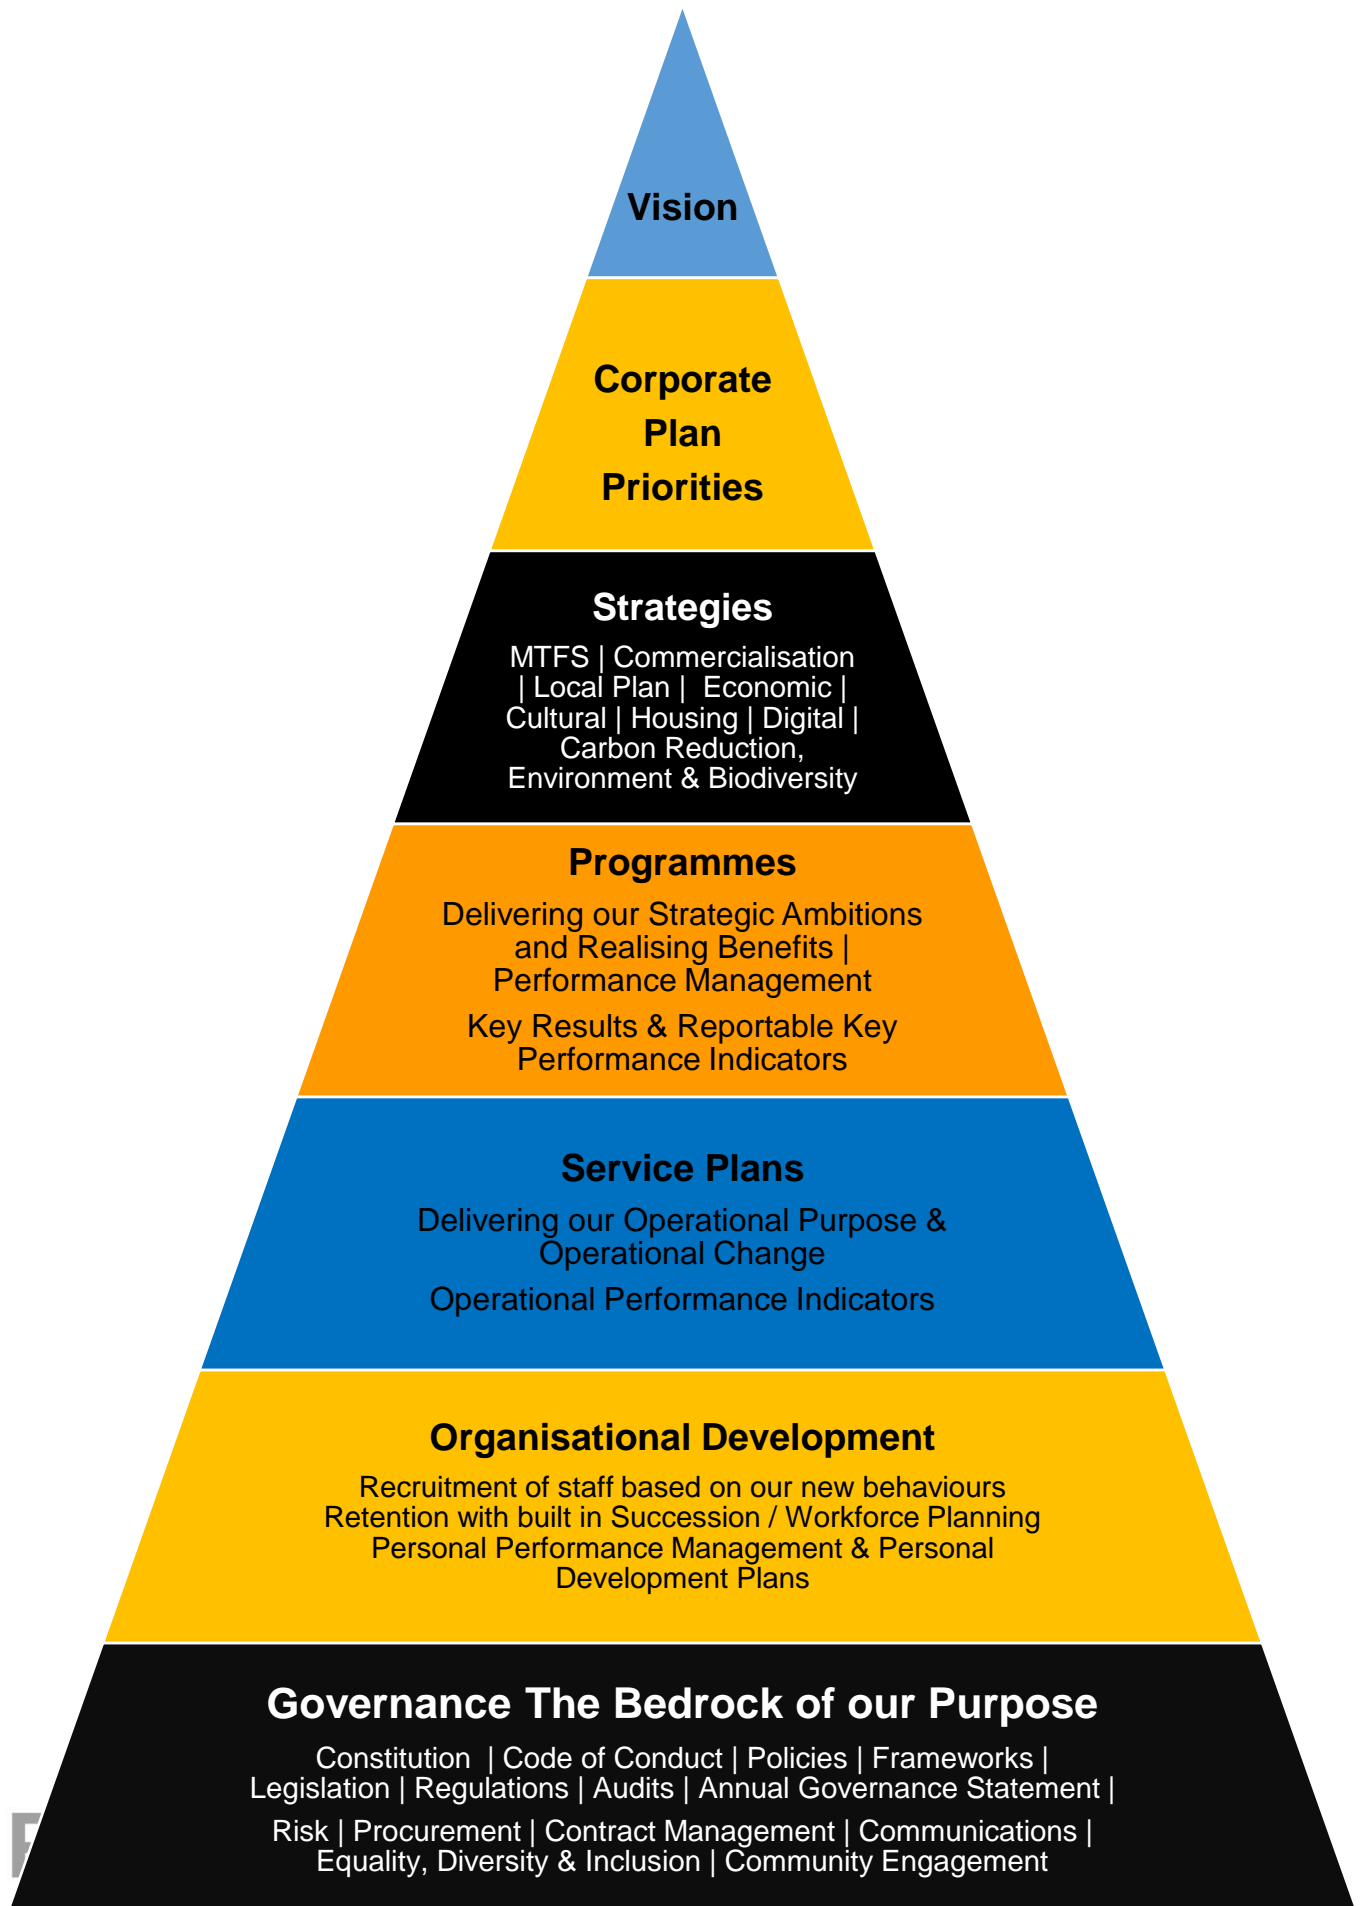 Vision
Corporate
Plan
Priorities
Strategies
MTFS | Commercialisation
| Local Plan | Economic |
Cultural | Housing | Digital |
Carbon Reduction,
Environment & Biodiversity
Programmes
Delivering our Strategic Ambitions
and Realising Benefits |
Performance Management
Key Results & Reportable Key
Performance Indicators
Service Plans
Delivering our Operational Purpose &
Operational Change
Operational Performance Indicators
Organisational Development
Recruitment of staff based on our new behaviours
Retention with built in Succession / Workforce Planning
Personal Performance Management & Personal
Development Plans
Governance The Bedrock of our Purpose
Constitution | Code of Conduct | Policies | Frameworks |
Legislation | Regulations | Audits | Annual Governance Statement |
Risk | Procurement | Contract Management | Communications |
Equality, Diversity & Inclusion | Community Engagement